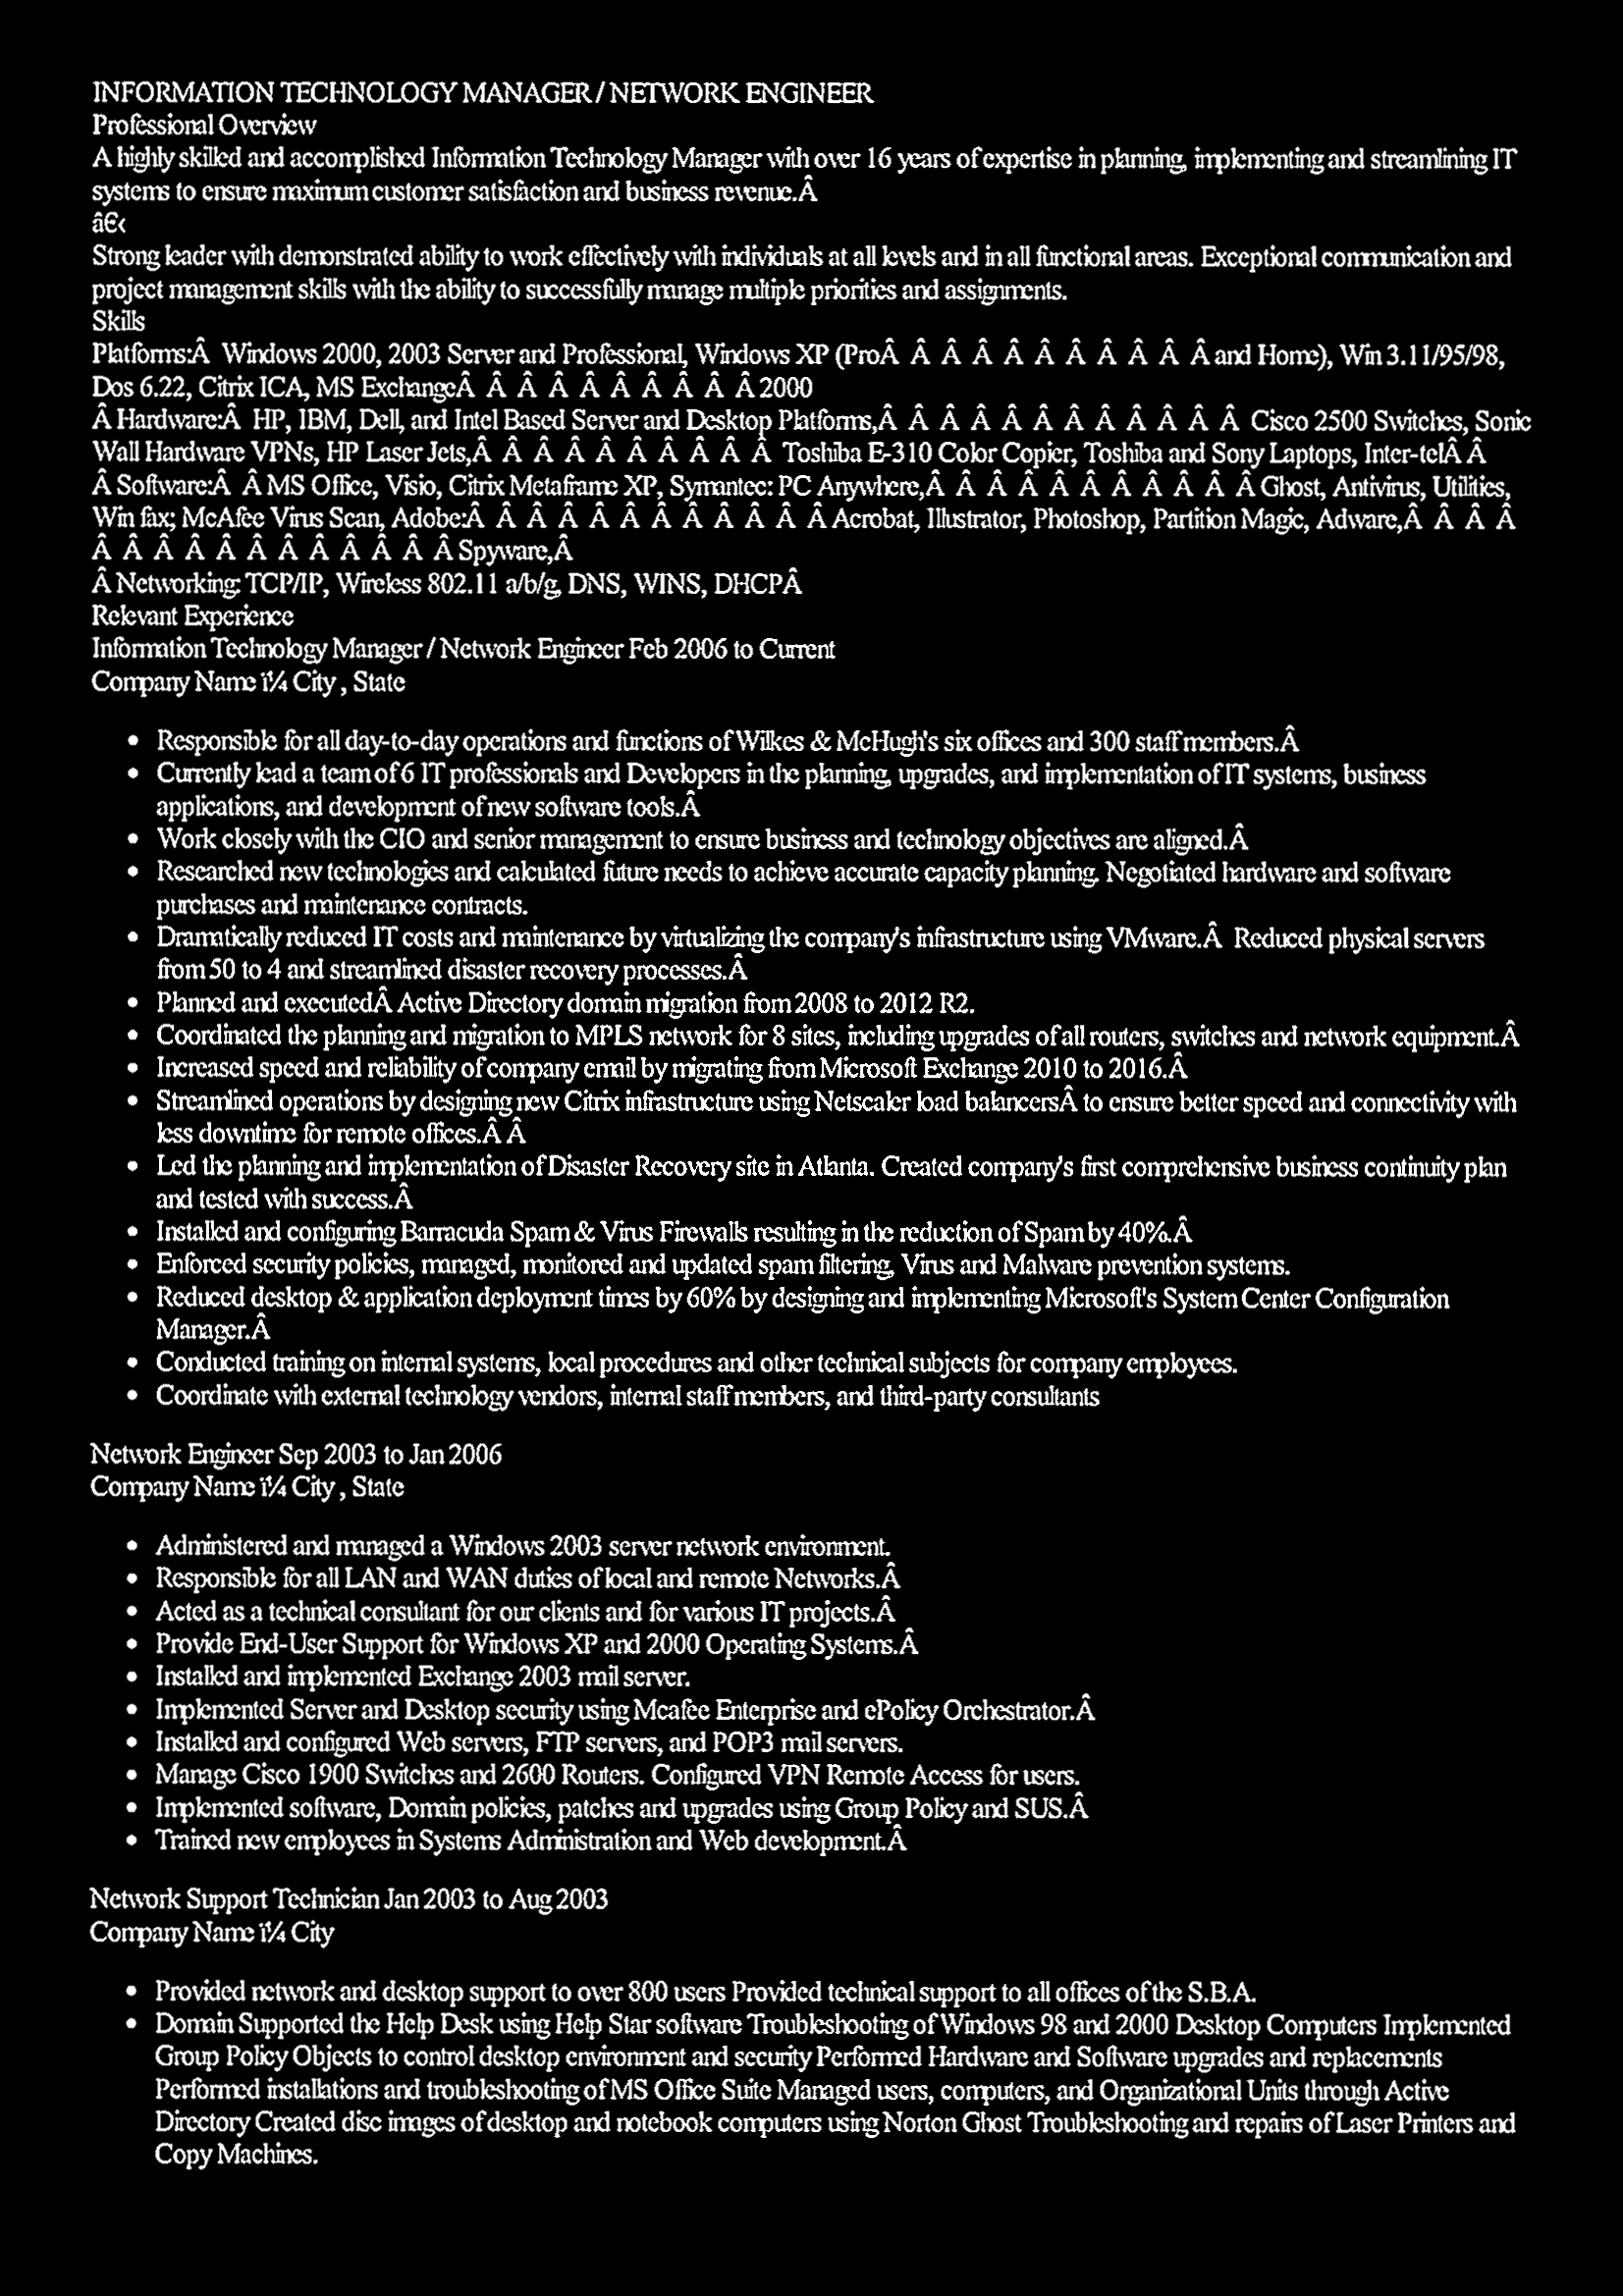 INFORMATION TECHNOLOGY MANAGER / NETWORK ENGINEER
Professional Overview
A highly skilled and accomplished Information Technology Manager with over 16 years of expertise in planning, implementing and streamlining IT
systems to ensure maximum customer satisfaction and business revenue.Â
â€‹
Strong leader with demonstrated ability to work effectively with individuals at all levels and in all functional areas. Exceptional communication and
project management skills with the ability to successfully manage multiple priorities and assignments.
Skills
Platforms:Â  Windows 2000, 2003 Server and Professional, Windows XP (ProÂ Â Â Â Â Â Â Â Â Â Â and Home), Win 3.11/95/98,
Dos 6.22, Citrix ICA, MS ExchangeÂ Â Â Â Â Â Â Â Â Â 2000
Â Hardware:Â  HP, IBM, Dell, and Intel Based Server and Desktop Platforms,Â Â Â Â Â Â Â Â Â Â Â Â Cisco 2500 Switches, Sonic
Wall Hardware VPNs, HP Laser Jets,Â Â Â Â Â Â Â Â Â Â Toshiba E-310 Color Copier, Toshiba and Sony Laptops, Inter-telÂ Â
Â Software:Â  Â MS Office, Visio, Citrix Metaframe XP, Symantec: PC Anywhere,Â Â Â Â Â Â Â Â Â Â Â Ghost, Antivirus, Utilities,
Win fax; McAfee Virus Scan, Adobe:Â Â Â Â Â Â Â Â Â Â Â Â Acrobat, Illustrator, Photoshop, Partition Magic, Adware,Â Â Â Â
Â Â Â Â Â Â Â Â Â Â Â Â Spyware,Â
Â Networking: TCP/IP, Wireless 802.11 a/b/g, DNS, WINS, DHCPÂ
Relevant Experience
Information Technology Manager / Network Engineer Feb 2006 to Current
Company Name ï¼ City , State
• Responsible for all day-to-day operations and functions of Wilkes & McHugh's six offices and 300 staff members.Â
• Currently lead a team of 6 IT professionals and Developers in the planning, upgrades, and implementation of IT systems, business
applications, and development of new software tools.Â
• Work closely with the CIO and senior management to ensure business and technology objectives are aligned.Â
• Researched new technologies and calculated future needs to achieve accurate capacity planning. Negotiated hardware and software
purchases and maintenance contracts.
• Dramatically reduced IT costs and maintenance by virtualizing the company's infrastructure using VMware.Â  Reduced physical servers
from 50 to 4 and streamlined disaster recovery processes.Â
• Planned and executedÂ Active Directory domain migration from 2008 to 2012 R2.
• Coordinated the planning and migration to MPLS network for 8 sites, including upgrades of all routers, switches and network equipment.Â
• Increased speed and reliability of company email by migrating from Microsoft Exchange 2010 to 2016.Â
• Streamlined operations by designing new Citrix infrastructure using Netscaler load balancersÂ to ensure better speed and connectivity with
less downtime for remote offices.Â Â
• Led the planning and implementation of Disaster Recovery site in Atlanta. Created company's first comprehensive business continuity plan
and tested with success.Â
• Installed and configuring Barracuda Spam & Virus Firewalls resulting in the reduction of Spam by 40%.Â
• Enforced security policies, managed, monitored and updated spam filtering, Virus and Malware prevention systems.
• Reduced desktop & application deployment times by 60% by designing and implementing Microsoft's System Center Configuration
Manager.Â
• Conducted training on internal systems, local procedures and other technical subjects for company employees.
• Coordinate with external technology vendors, internal staff members, and third-party consultants
Network Engineer Sep 2003 to Jan 2006
Company Name ï¼ City , State
• Administered and managed a Windows 2003 server network environment.
• Responsible for all LAN and WAN duties of local and remote Networks.Â
• Acted as a technical consultant for our clients and for various IT projects.Â
• Provide End-User Support for Windows XP and 2000 Operating Systems.Â
• Installed and implemented Exchange 2003 mail server.
• Implemented Server and Desktop security using Mcafee Enterprise and ePolicy Orchestrator.Â
• Installed and configured Web servers, FTP servers, and POP3 mail servers.
• Manage Cisco 1900 Switches and 2600 Routers. Configured VPN Remote Access for users.
• Implemented software, Domain policies, patches and upgrades using Group Policy and SUS.Â
• Trained new employees in Systems Administration and Web development.Â
Network Support Technician Jan 2003 to Aug 2003
Company Name ï¼ City
• Provided network and desktop support to over 800 users Provided technical support to all offices of the S.B.A.
• Domain Supported the Help Desk using Help Star software Troubleshooting of Windows 98 and 2000 Desktop Computers Implemented
Group Policy Objects to control desktop environment and security Performed Hardware and Software upgrades and replacements
Performed installations and troubleshooting of MS Office Suite Managed users, computers, and Organizational Units through Active
Directory Created disc images of desktop and notebook computers using Norton Ghost Troubleshooting and repairs of Laser Printers and
Copy Machines.